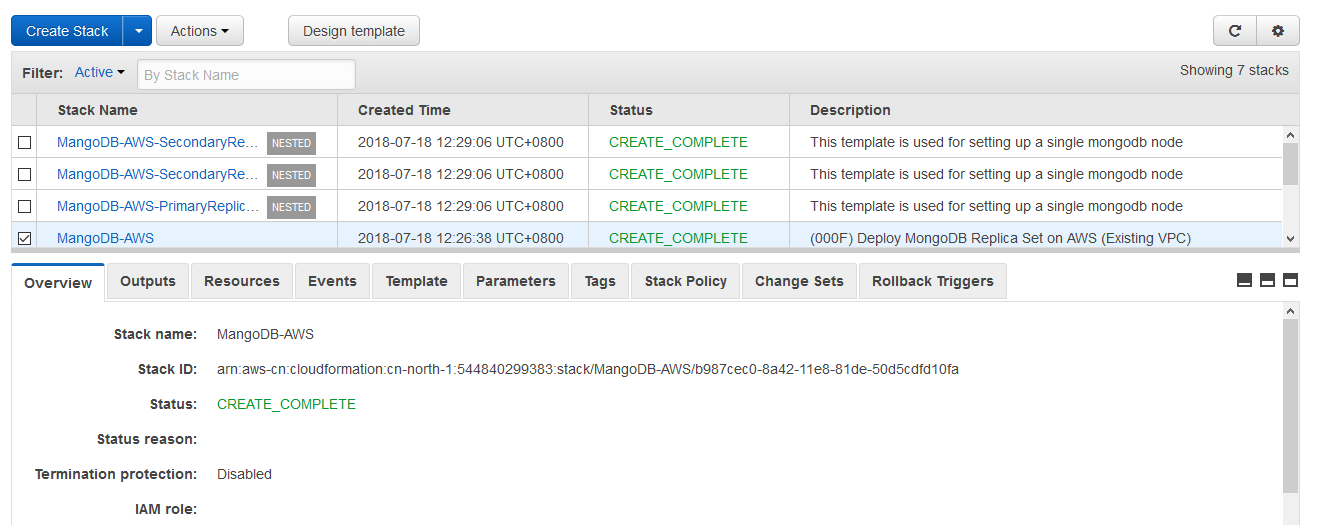 Create Stack Actions Design template
Filter: Active By Stack Name Showing 7 stacks
Stack Name Created Time Status Description
MangoDB-AWS-SecondaryRe... NESTED 2018-07-18 12:29:06 UTC+0800 CREATE_COMPLETE This template is used for setting up a single mongodb node
MangoDB-AWS-SecondaryRe... NESTED 2018-07-18 12:29:06 UTC+0800 CREATE_COMPLETE This template is used for setting up a single mongodb node
MangoDB-AWS-PrimaryReplic... NESTED 2018-07-18 12:29:06 UTC+0800 CREATE_COMPLETE This template is used for setting up a single mongodb node
MangoDB-AWS 2018-07-18 12:26:38 UTC+0800 CREATE_COMPLETE (000F) Deploy MongoDB Replica Set on AWS (Existing VPC)
Overview Outputs Resources Events Template Parameters Tags Stack Policy Change Sets Rollback Triggers
Stack name: MangoDB-AWS
Stack ID: arn:aws-cn:cloudformation:cn-north-1:544840299383:stack/MangoDB-AWS/b987cec0-8a42-11e8-81de-50d5cdfd10fa
Status: CREATE_COMPLETE
Status reason:
Termination protection: Disabled
IAM role: